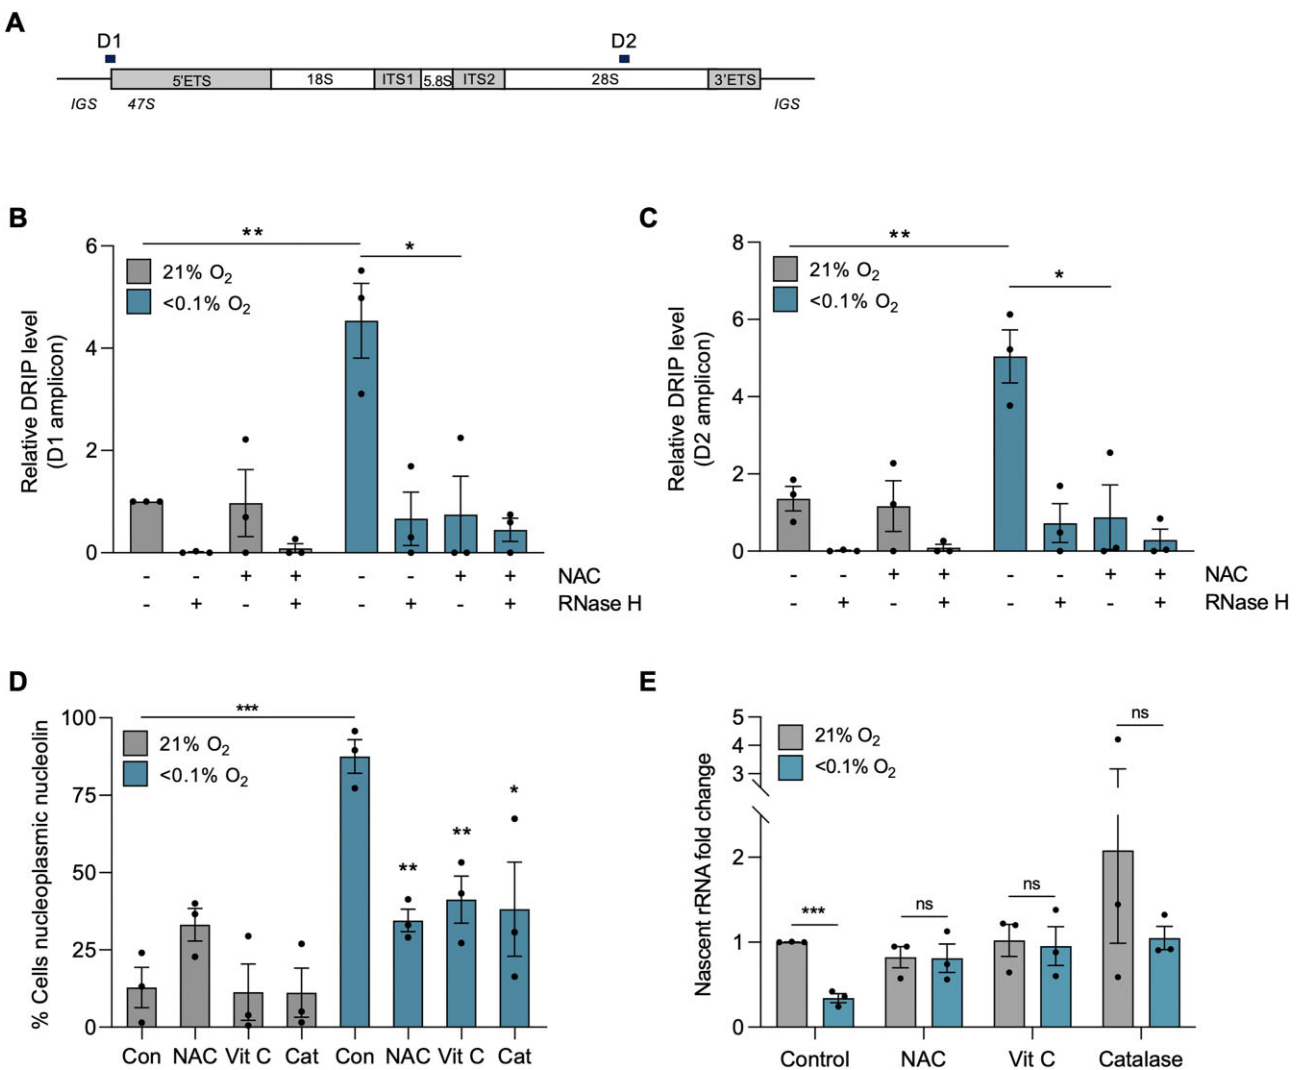 A
D1 D2
5'ETS 18S ITS1 5.8S ITS2 28S 3'ETS
IGS 47S IGS
B
Relative DRIP level
(D1 amplicon)
6
4
2
0
** *
21% O2
<0.1% O2
- - + + - - + + NAC
- + - + - + - + RNase H
C
Relative DRIP level
(D2 amplicon)
8
6
4
2
0
** *
21% O2
<0.1% O2
- - + + - - + + NAC
- + - + - + - + RNase H
D
% Cells nucleoplasmic nucleolin
100
75
50
25
0
***
21% O2
<0.1% O2
** ** *
Con NAC Vit C Cat Con NAC Vit C Cat
E
Nascent rRNA fold change
5
4
3
2
1
0
21% O2
<0.1% O2
*** ns ns ns
Control NAC Vit C Catalase